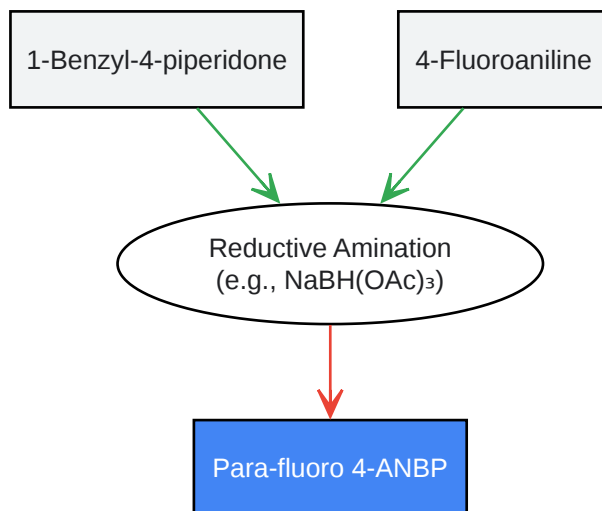 1-Benzyl-4-piperidone
4-Fluoroaniline
Reductive Amination
(e.g., NaBH(OAc)₃)
Para-fluoro 4-ANBP